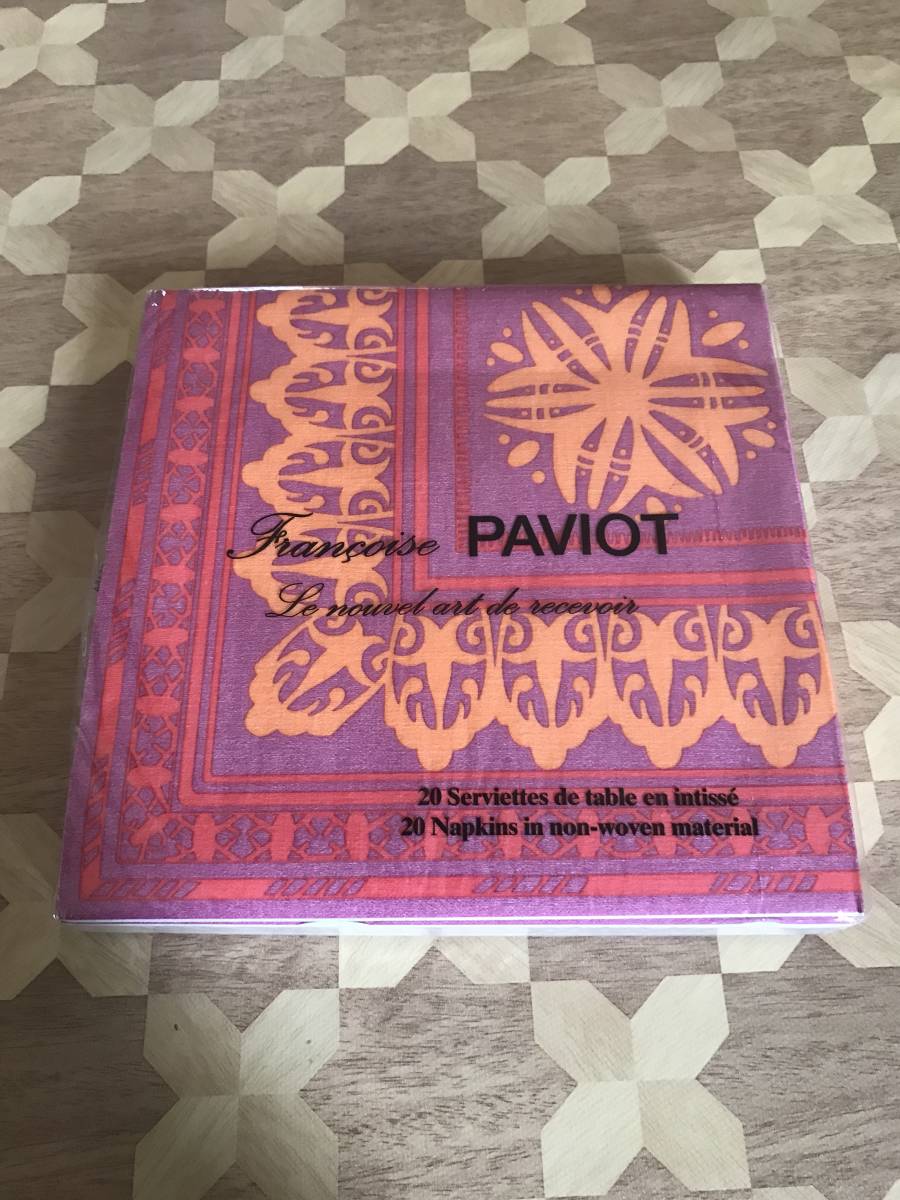 Françoise PAVIOT
Le nouvel art de recevoir
20 Serviettes de table en intissé
20 Napkins in non-woven material